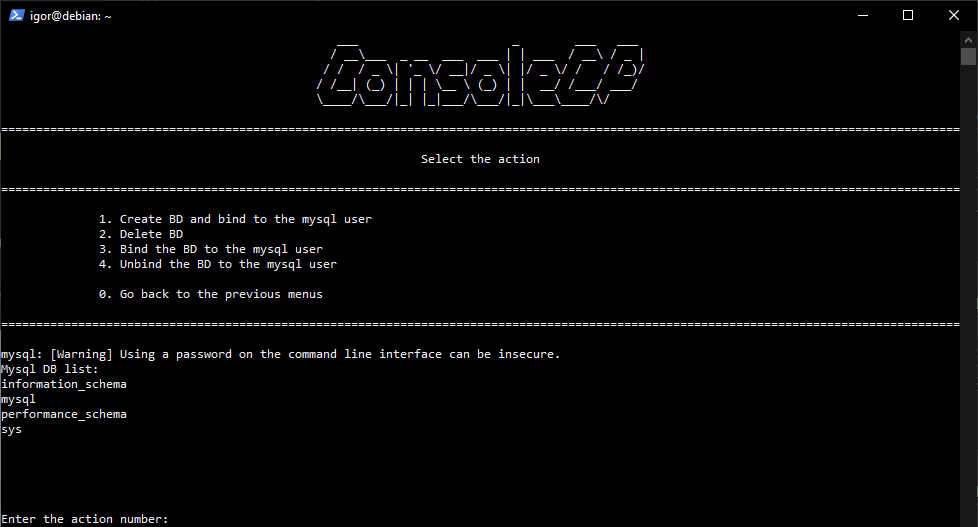 igor@debian: ~
ConsoleCP
================================================================================
Select the action
================================================================================
1. Create BD and bind to the mysql user
2. Delete BD
3. Bind the BD to the mysql user
4. Unbind the BD to the mysql user
0. Go back to the previous menus
================================================================================
mysql: [Warning] Using a password on the command line interface can be insecure.
Mysql DB list:
information_schema
mysql
performance_schema
sys
Enter the action number: